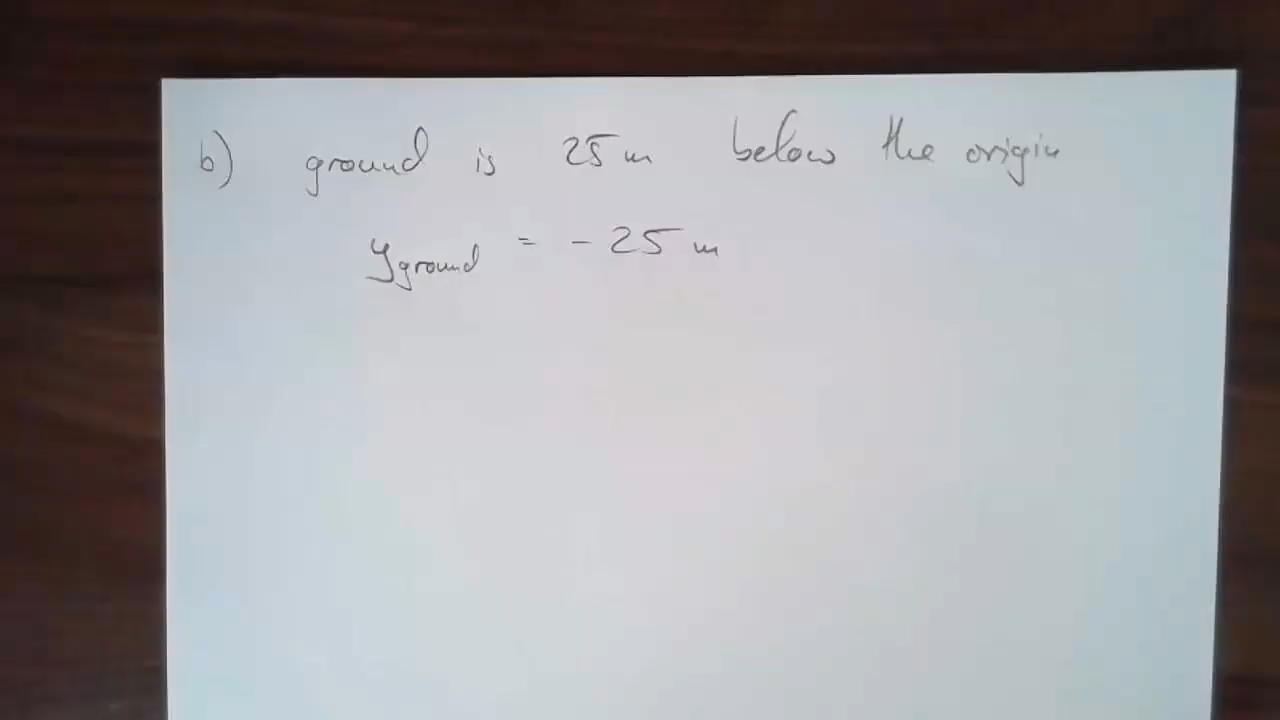 b) ground is 25 m below the origin
y_ground = - 25 m